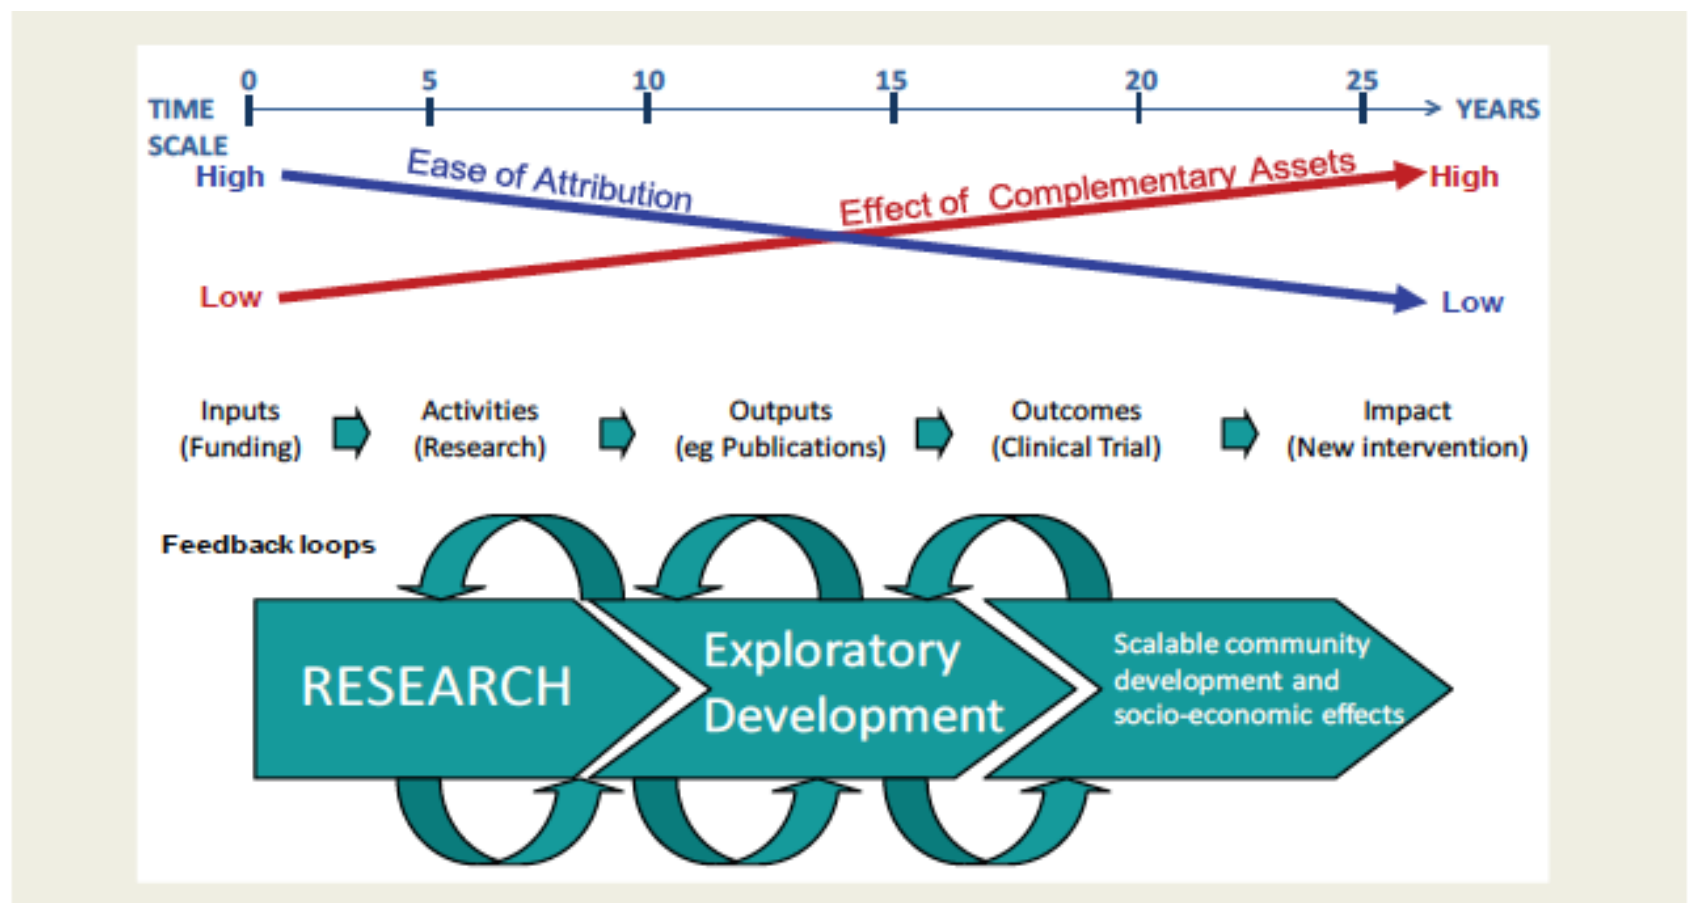 0 5 10 15 20 25
TIME
SCALE
YEARS
High
Ease of Attribution
Effect of Complementary Assets
High
Low
Low
Inputs
(Funding)
Activities
(Research)
Outputs
(eg Publications)
Outcomes
(Clinical Trial)
Impact
(New intervention)
Feedback loops
RESEARCH
Exploratory
Development
Scalable community
development and
socio-economic effects